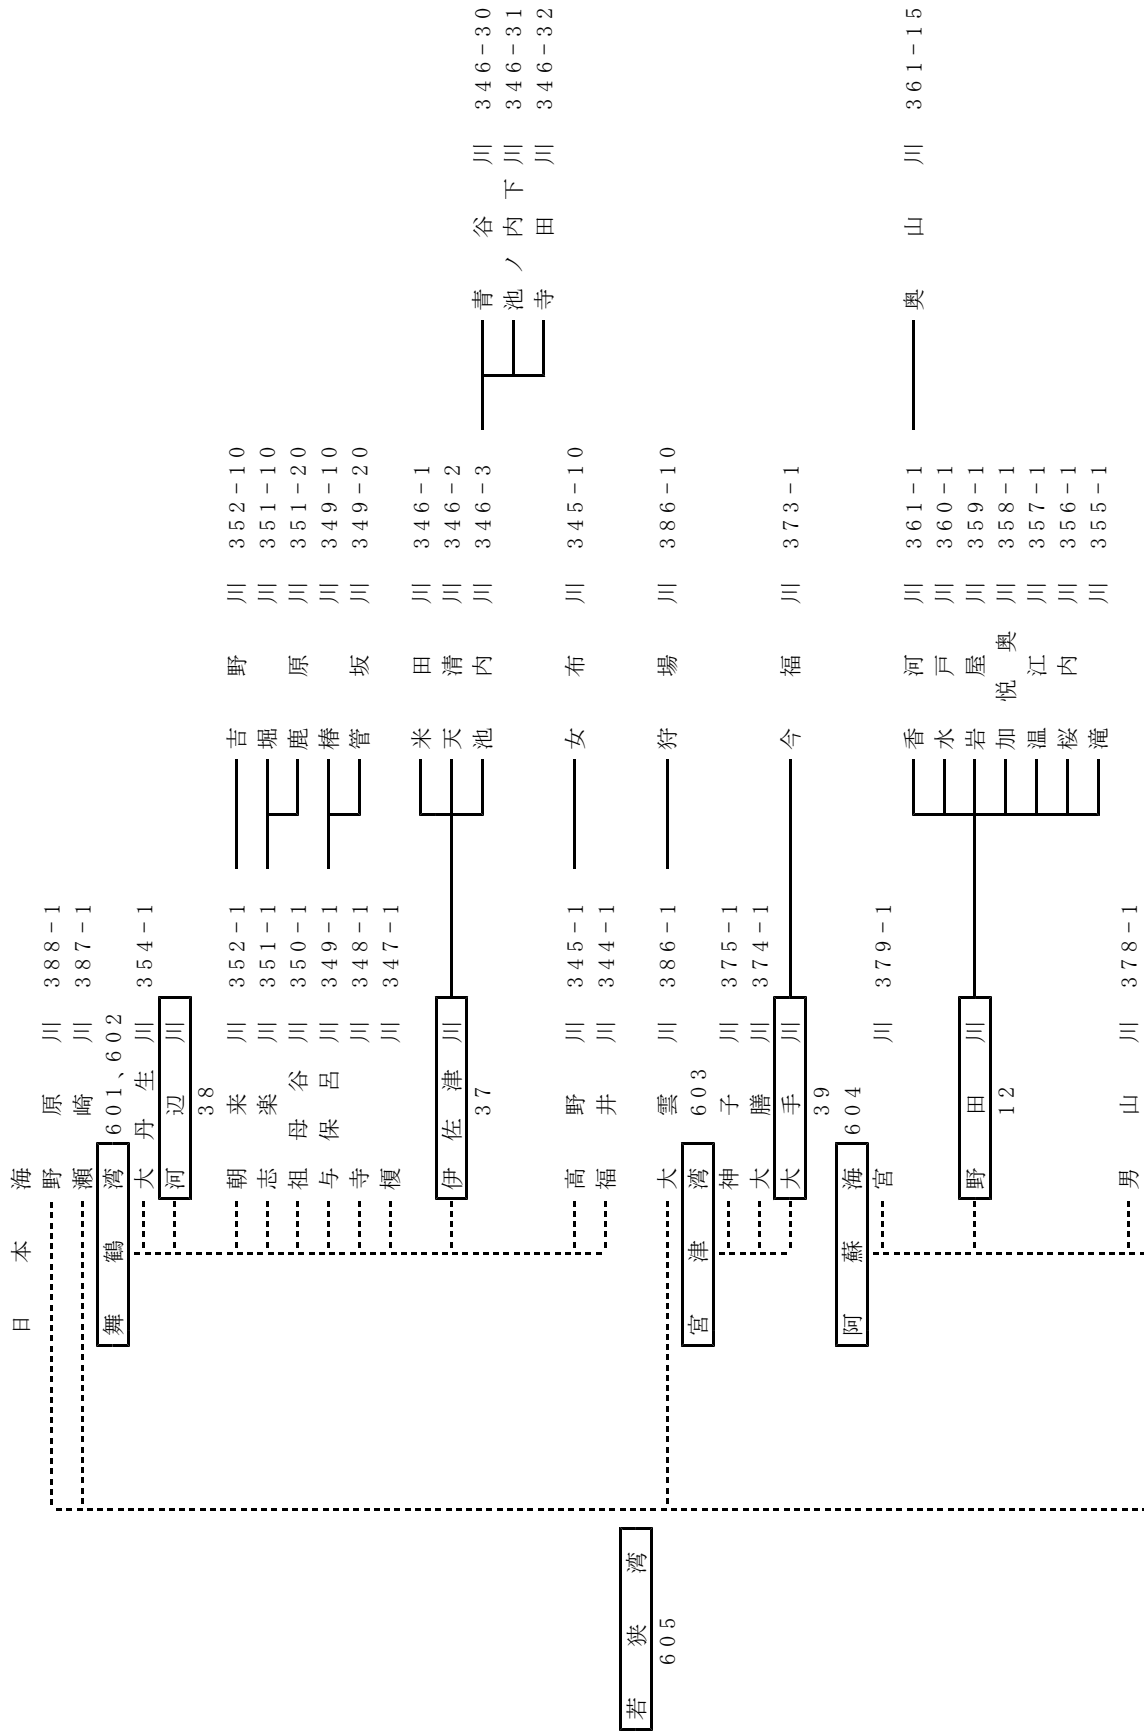 日本海
野原川 388-1
瀬崎川 387-1
舞鶴湾 601、602
大丹生川 354-1
河辺川
38
朝来川 352-1
吉野川 352-10
志楽川 351-1
堀川 351-10
祖母谷川 350-1
鹿原川 351-20
与保呂川 349-1
椿川 349-10
寺川 348-1
管坂川 349-20
榎川 347-1
米田川 346-1
伊佐津川
37
天清川 346-2
池内川 346-3
青谷川 346-30
池ノ内下川 346-31
寺田川 346-32
高野川 345-1
女布川 345-10
福井川 344-1
若狭湾
605
大雲川 386-1
狩場川 386-10
宮津湾 603
神子川 375-1
大膳川 374-1
大手川
39
今福川 373-1
阿蘇海 604
宮川 379-1
香河川 361-1
奥山川 361-15
水戸川 360-1
野田川
12
岩屋川 359-1
加悦奥川 358-1
温江川 357-1
桜内川 356-1
滝川 355-1
男山川 378-1